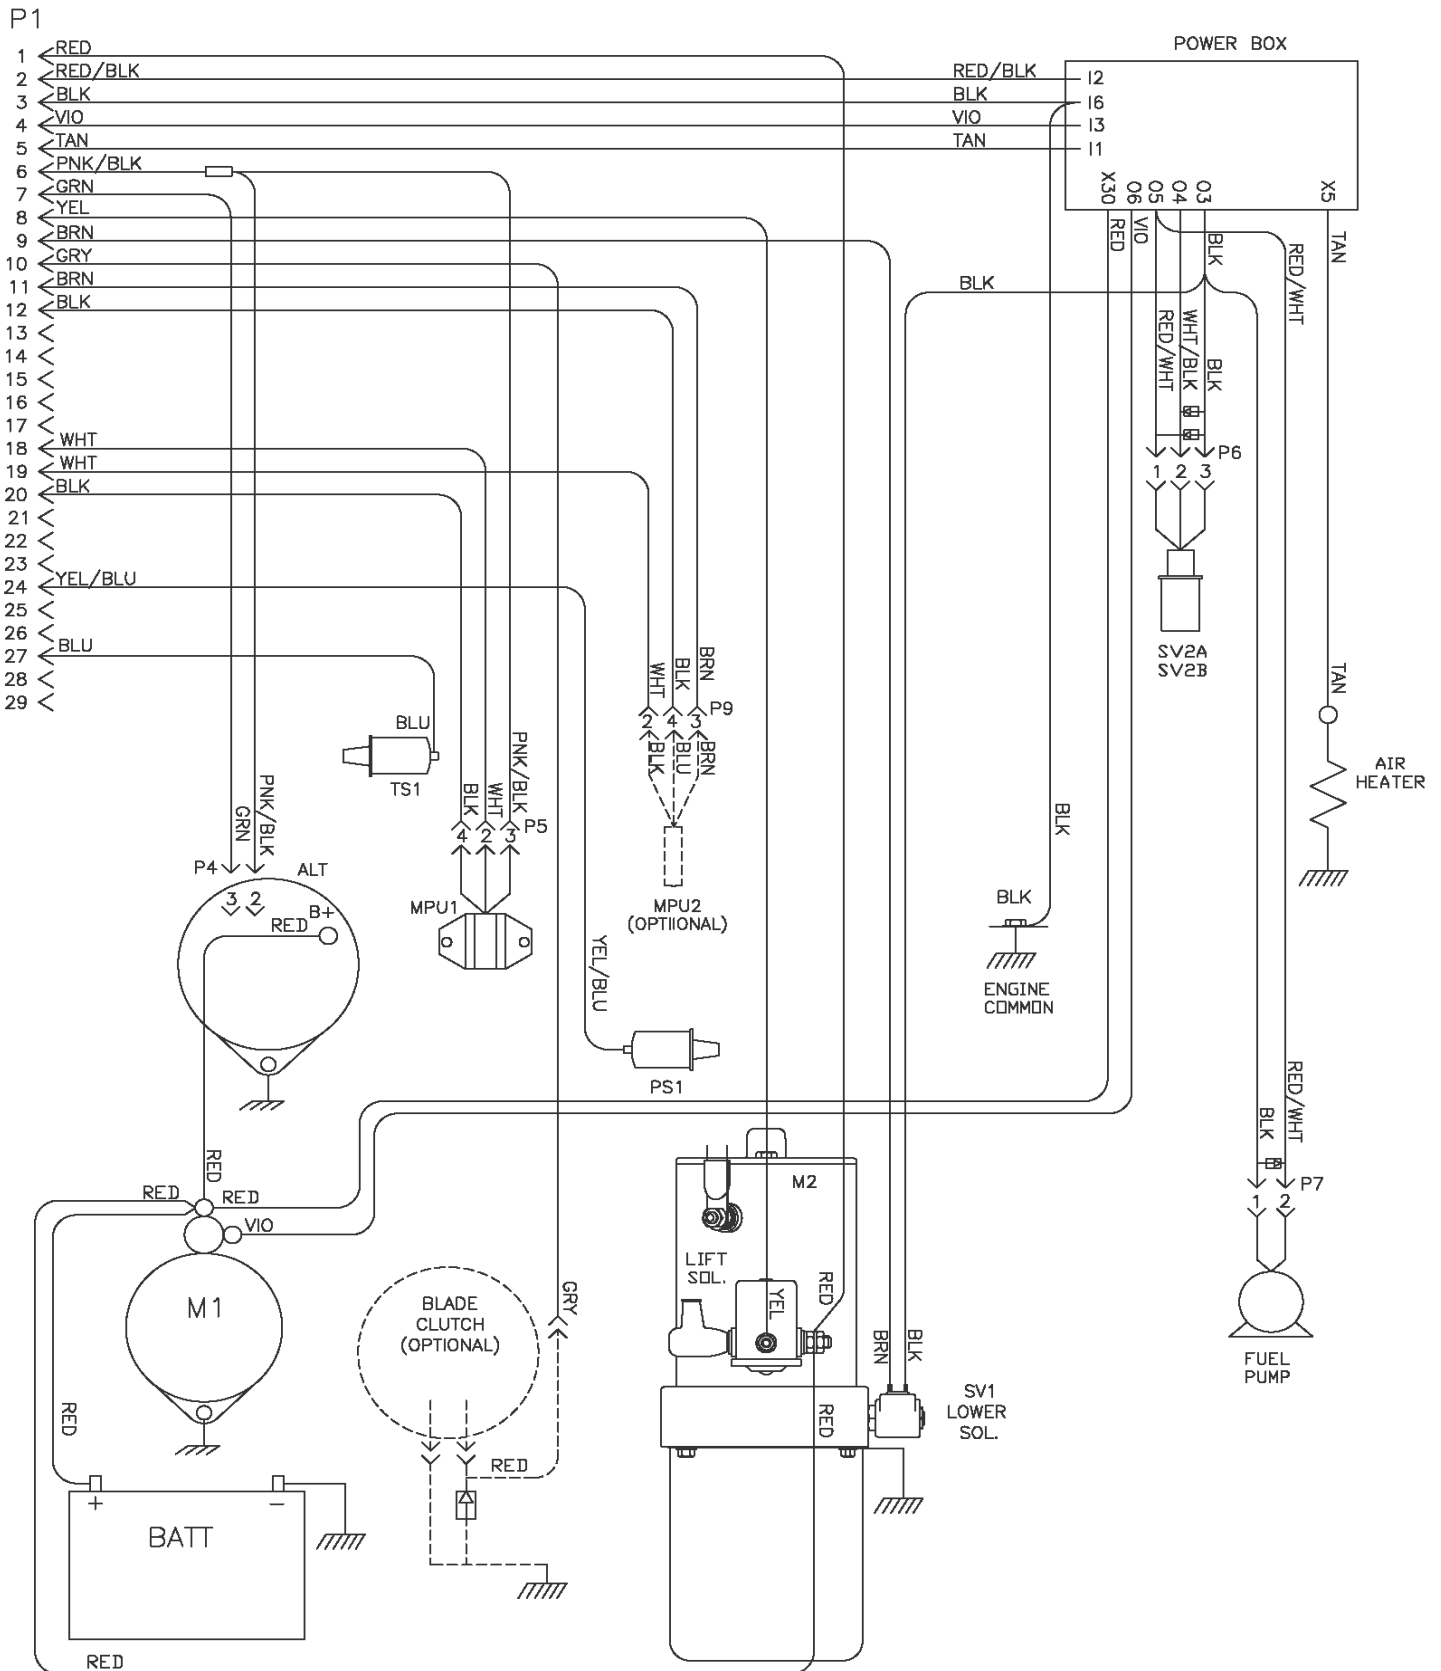 P1
POWER BOX
1 RED
2 RED/BLK RED/BLK I2
3 BLK BLK I6
4 VIO VIO I3
5 TAN TAN I1
6 PNK/BLK
7 GRN
8 YEL
9 BRN
10 GRY
11 BRN
12 BLK
13
14
15
16
17
18 WHT
19 WHT
20 BLK
21
22
23
24 YEL/BLU
25
26
27 BLU
28
29
X30 O6 O5 O4 O3 X5
RED VIO BLK RED/WHT TAN
BLK
RED/WHT WHT/BLK BLK
P6
1 2 3
SV2A
SV2B
WHT BLK BRN
2 4 3 P9
BLK BLU BRN
MPU2
(OPTIIONAL)
BLU
TS1
BLK WHT PNK/BLK
4 2 3 P5
MPU1
GRN PNK/BLK
P4 ALT
3 2
B+
RED
TAN
AIR
HEATER
BLK
BLK
ENGINE
COMMON
YEL/BLU
PS1
RED
RED RED
VIO
M1
RED
BATT
+ −
RED
BLADE
CLUTCH
(OPTIONAL)
GRY
RED
M2
LIFT
SOL.
YEL
RED
RED
BRN BLK
SV1
LOWER
SOL.
BLK RED/WHT
P7
1 2
FUEL
PUMP